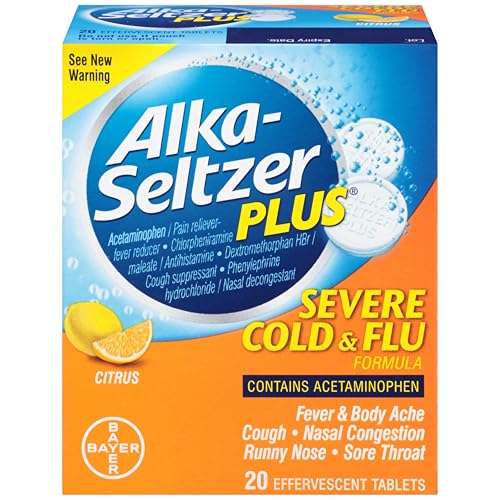 20 EFFERVESCENT TABLETS
Do not use if pouch
is torn or open.
Expiry Date:
Lot:
CITRUS
See New
Warning
Alka-
Seltzer
PLUS®
Acetaminophen / Pain reliever-
fever reducer • Chlorpheniramine
maleate / Antihistamine • Dextromethorphan HBr /
Cough suppressant • Phenylephrine
hydrochloride / Nasal decongestant
ALKA
SELTZER
PLUS
SEVERE
COLD & FLU
FORMULA
CITRUS
CONTAINS ACETAMINOPHEN
Fever & Body Ache
Cough • Nasal Congestion
Runny Nose • Sore Throat
BAYER
BAYER
20 EFFERVESCENT TABLETS